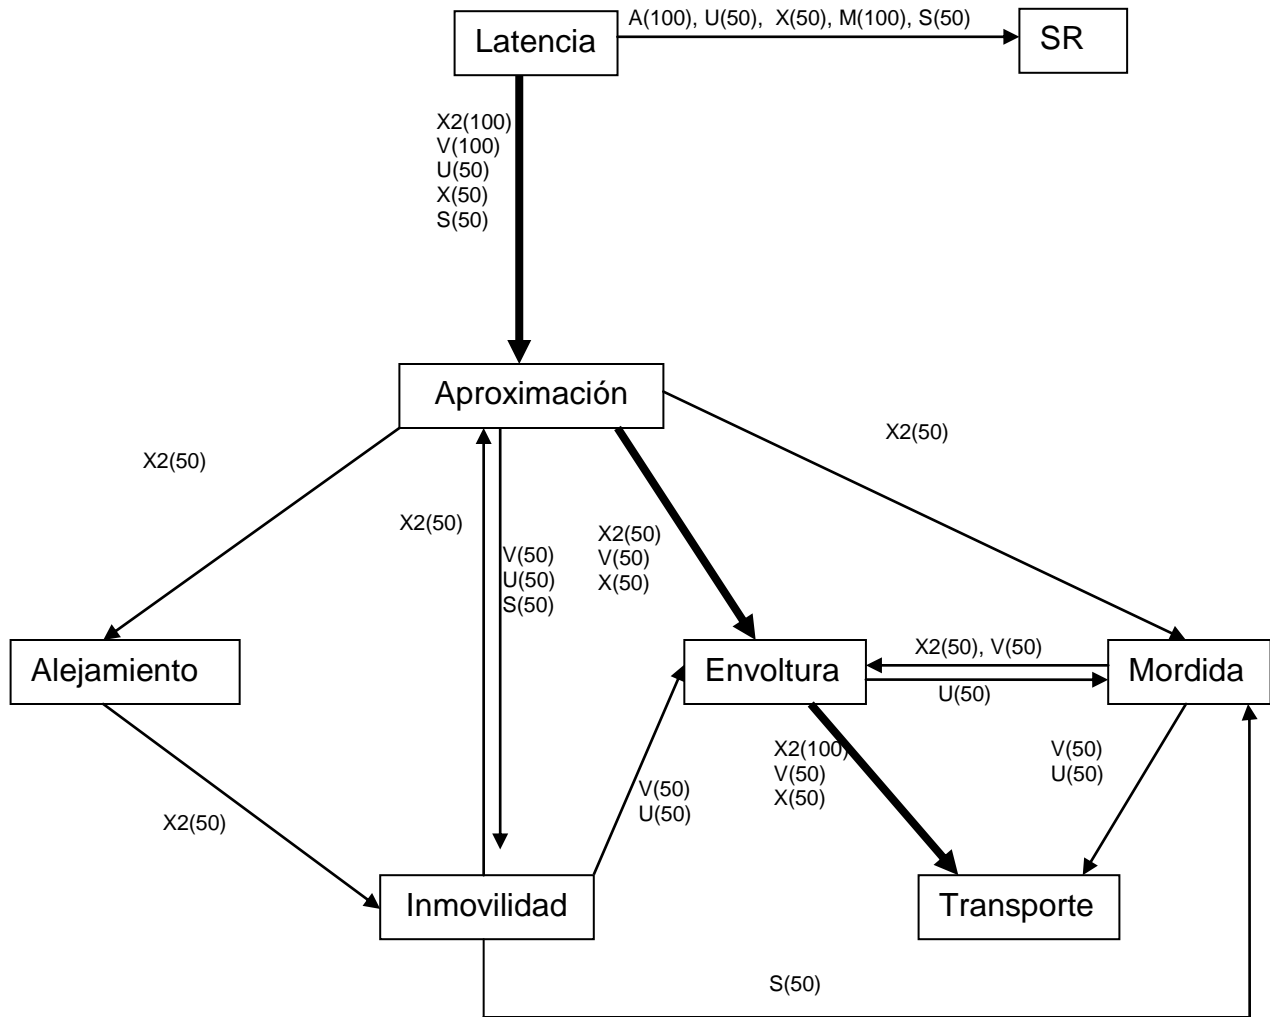 A(100), U(50), X(50), M(100), S(50)
Latencia
SR
X2(100)
V(100)
U(50)
X(50)
S(50)
Aproximación
X2(50)
X2(50)
X2(50)
X2(50)
V(50)
X(50)
V(50)
U(50)
S(50)
Alejamiento
Envoltura
X2(50), V(50)
U(50)
Mordida
X2(100)
V(50)
X(50)
V(50)
U(50)
V(50)
U(50)
X2(50)
Inmovilidad
Transporte
S(50)